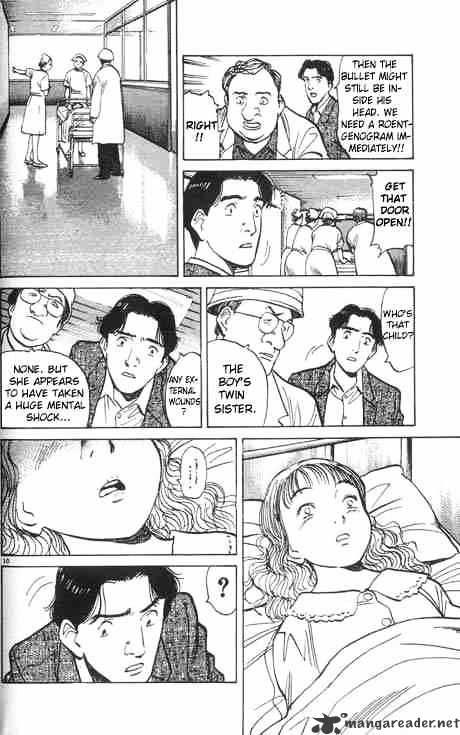 THEN THE
BULLET MIGHT
STILL BE IN-
SIDE HIS
HEAD. WE
NEED A ROENT-
GENOGRAM IM-
MEDIATELY!!
RIGHT
!!
GET
THAT
DOOR
OPEN!!
WHO'S
THAT
CHILD?
THE
BOY'S
TWIN
SISTER.
ANY EX-
TERNAL
WOUNDS
?
NONE. BUT
SHE APPEARS
TO HAVE TAKEN
A HUGE MENTAL
SHOCK...
10
?
mangareader.net